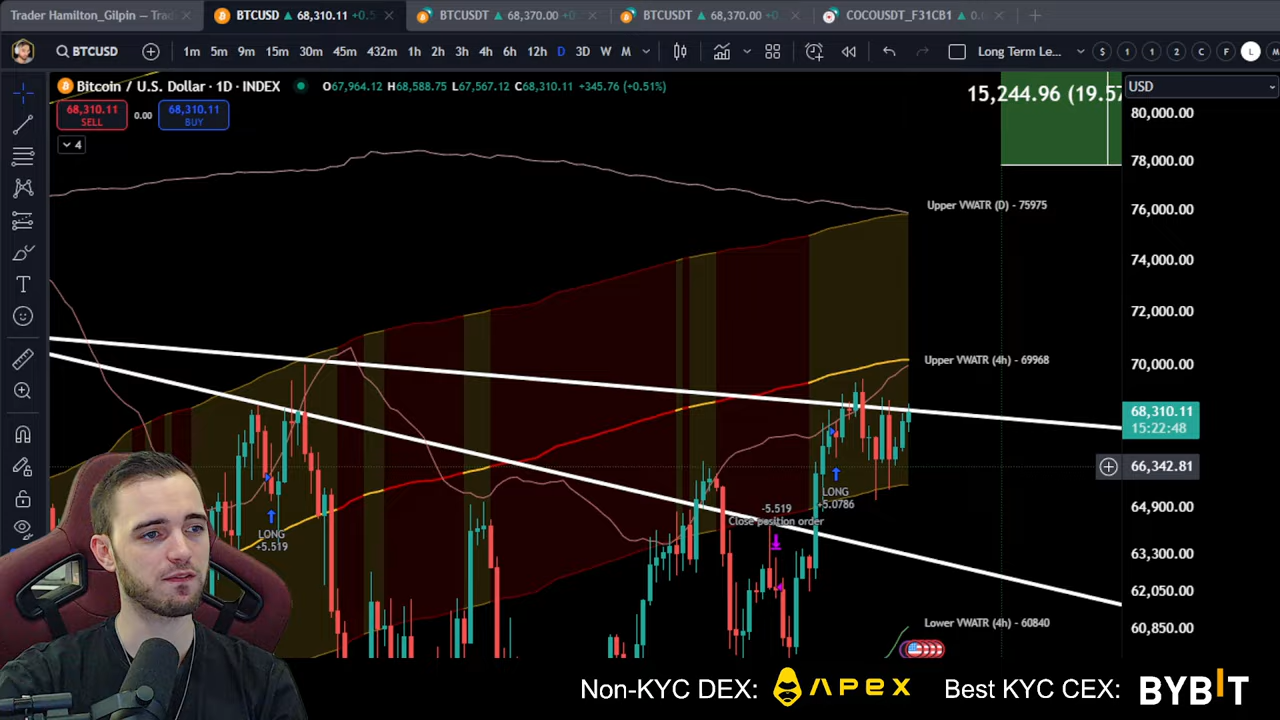 Trader Hamilton_Gilpin — Trad
BTCUSD 68,310.11 +0.5
BTCUSDT 68,370.00
BTCUSDT 68,370.00
COCOUSDT_F31CB1
BTCUSD 1m 5m 9m 15m 30m 45m 432m 1h 2h 3h 4h 6h 12h D 3D W M Long Term Le... $ 1 1 2 C F L
Bitcoin / U.S. Dollar · 1D · INDEX O67,964.12 H68,588.75 L67,567.12 C68,310.11 +345.76 (+0.51%)
68,310.11
SELL
0.00
68,310.11
BUY
4
15,244.96 (19.57
USD
80,000.00
78,000.00
76,000.00
74,000.00
72,000.00
70,000.00
68,310.11
15:22:48
66,342.81
64,900.00
63,300.00
62,050.00
60,850.00
Upper VWATR (D) - 75975
Upper VWATR (4h) - 69968
LONG
+5.519
-5.519
Close position order
LONG
+5.0786
Lower VWATR (4h) - 60840
Non-KYC DEX: APEX Best KYC CEX: BYBIT